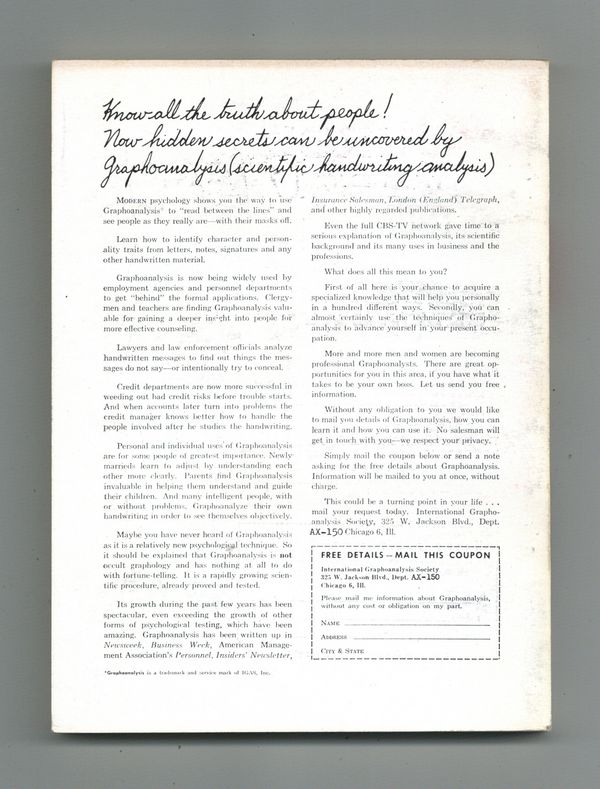 Know all the truth about people!
Now hidden secrets can be uncovered by
Graphoanalysis (scientific handwriting analysis)
MODERN psychology shows you the way to use
Graphoanalysis* to "read between the lines" and
see people as they really are—with their masks off.
Learn how to identify character and person-
ality traits from letters, notes, signatures and any
other handwritten material.
Graphoanalysis is now being widely used by
employment agencies and personnel departments
to get "behind" the formal applications. Clergy-
men and teachers are finding Graphoanalysis valu-
able for gaining a deeper insight into people for
more effective counseling.
Lawyers and law enforcement officials analyze
handwritten messages to find out things the mes-
sages do not say—or intentionally try to conceal.
Credit departments are now more successful in
weeding out bad credit risks before trouble starts.
And when accounts later turn into problems the
credit manager knows better how to handle the
people involved after he studies the handwriting.
Personal and individual uses of Graphoanalysis
are for some people of greatest importance. Newly
marrieds learn to adjust by understanding each
other more clearly. Parents find Graphoanalysis
invaluable in helping them understand and guide
their children. And many intelligent people, with
or without problems, Graphoanalyze their own
handwriting in order to see themselves objectively.
Maybe you have never heard of Graphoanalysis
as it is a relatively new psychological technique. So
it should be explained that Graphoanalysis is not
occult graphology and has nothing at all to do
with fortune-telling. It is a rapidly growing scien-
tific procedure, already proved and tested.
Its growth during the past few years has been
spectacular, even exceeding the growth of other
forms of psychological testing, which have been
amazing. Graphoanalysis has been written up in
Newsweek, Business Week, American Manage-
ment Association's Personnel, Insiders' Newsletter,
*Graphoanalysis is a trademark and service mark of IGAS, Inc.
Insurance Salesman, London (England) Telegraph,
and other highly regarded publications.
Even the full CBS-TV network gave time to a
serious explanation of Graphoanalysis, its scientific
background and its many uses in business and the
professions.
What does all this mean to you?
First of all here is your chance to acquire a
specialized knowledge that will help you personally
in a hundred different ways. Secondly, you can
almost certainly use the techniques of Grapho-
analysis to advance yourself in your present occu-
pation.
More and more men and women are becoming
professional Graphoanalysts. There are great op-
portunities for you in this area, if you have what it
takes to be your own boss. Let us send you free
information.
Without any obligation to you we would like
to mail you details of Graphoanalysis, how you can
learn it and how you can use it. No salesman will
get in touch with you—we respect your privacy.
Simply mail the coupon below or send a note
asking for the free details about Graphoanalysis.
Information will be mailed to you at once, without
charge.
This could be a turning point in your life . . .
mail your request today. International Grapho-
analysis Society, 325 W. Jackson Blvd., Dept.
AX-150 Chicago 6, Ill.
FREE DETAILS — MAIL THIS COUPON
International Graphoanalysis Society
325 W. Jackson Blvd., Dept. AX-150
Chicago 6, Ill.
Please mail me information about Graphoanalysis,
without any cost or obligation on my part.
NAME
ADDRESS
CITY & STATE